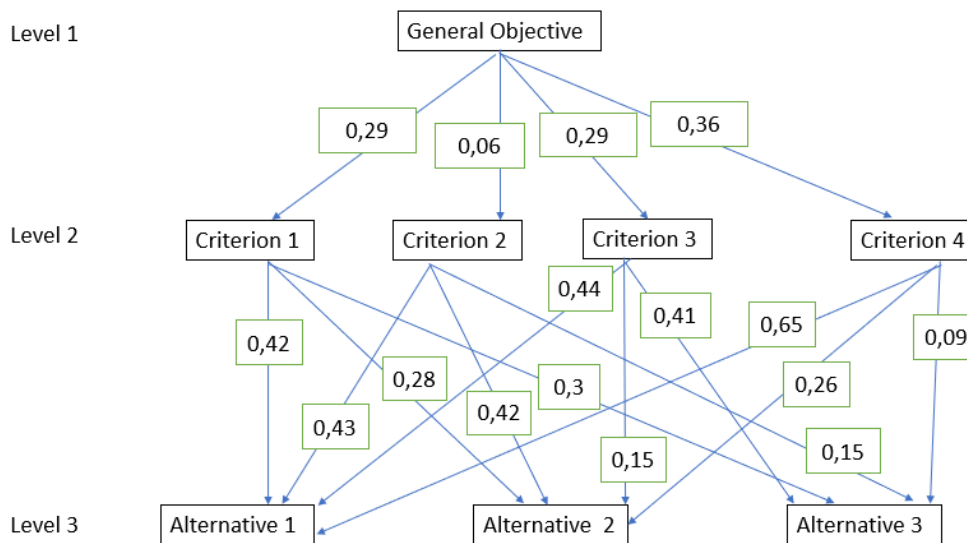 Level 1
General Objective
0,29
0,06
0,29
0,36
Level 2
Criterion 1
Criterion 2
Criterion 3
Criterion 4
0,42
0,44
0,41
0,65
0,09
0,43
0,28
0,42
0,3
0,15
0,26
0,15
Level 3
Alternative 1
Alternative 2
Alternative 3